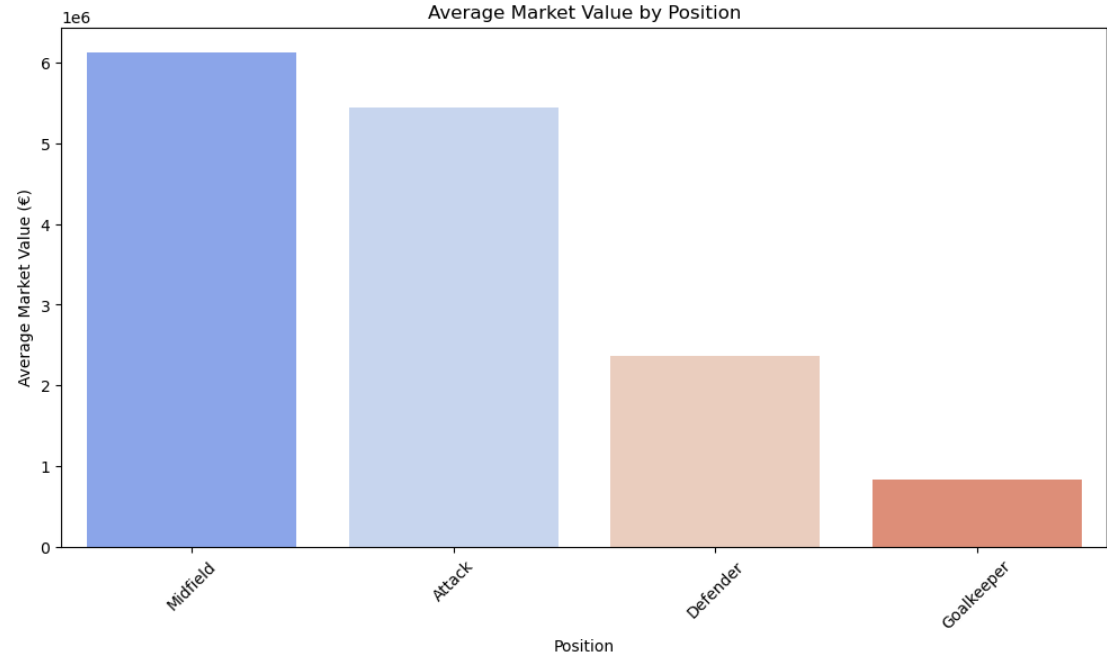 Average Market Value by Position
1e6
Average Market Value (€)
6
5
4
3
2
1
0
Midfield
Attack
Defender
Goalkeeper
Position